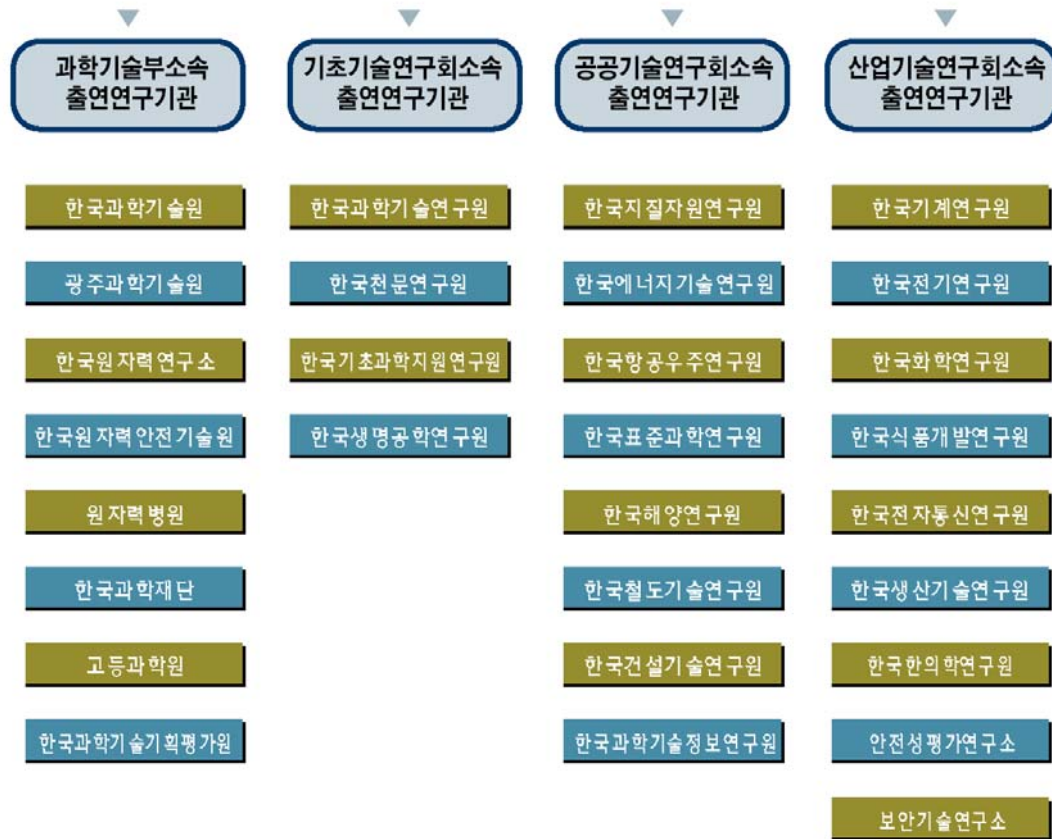 과학기술부소속
출연연구기관
기초기술연구회소속
출연연구기관
공공기술연구회소속
출연연구기관
산업기술연구회소속
출연연구기관
한국과학기술원
한국과학기술연구원
한국지질자원연구원
한국기계연구원
광주과학기술원
한국천문연구원
한국에너지기술연구원
한국전기연구원
한국원자력연구소
한국기초과학지원연구원
한국항공우주연구원
한국화학연구원
한국원자력안전기술원
한국생명공학연구원
한국표준과학연구원
한국식품개발연구원
원자력병원
한국해양연구원
한국전자통신연구원
한국과학재단
한국철도기술연구원
한국생산기술연구원
고등과학원
한국건설기술연구원
한국한의학연구원
한국과학기술기획평가원
한국과학기술정보연구원
안전성평가연구소
보안기술연구소